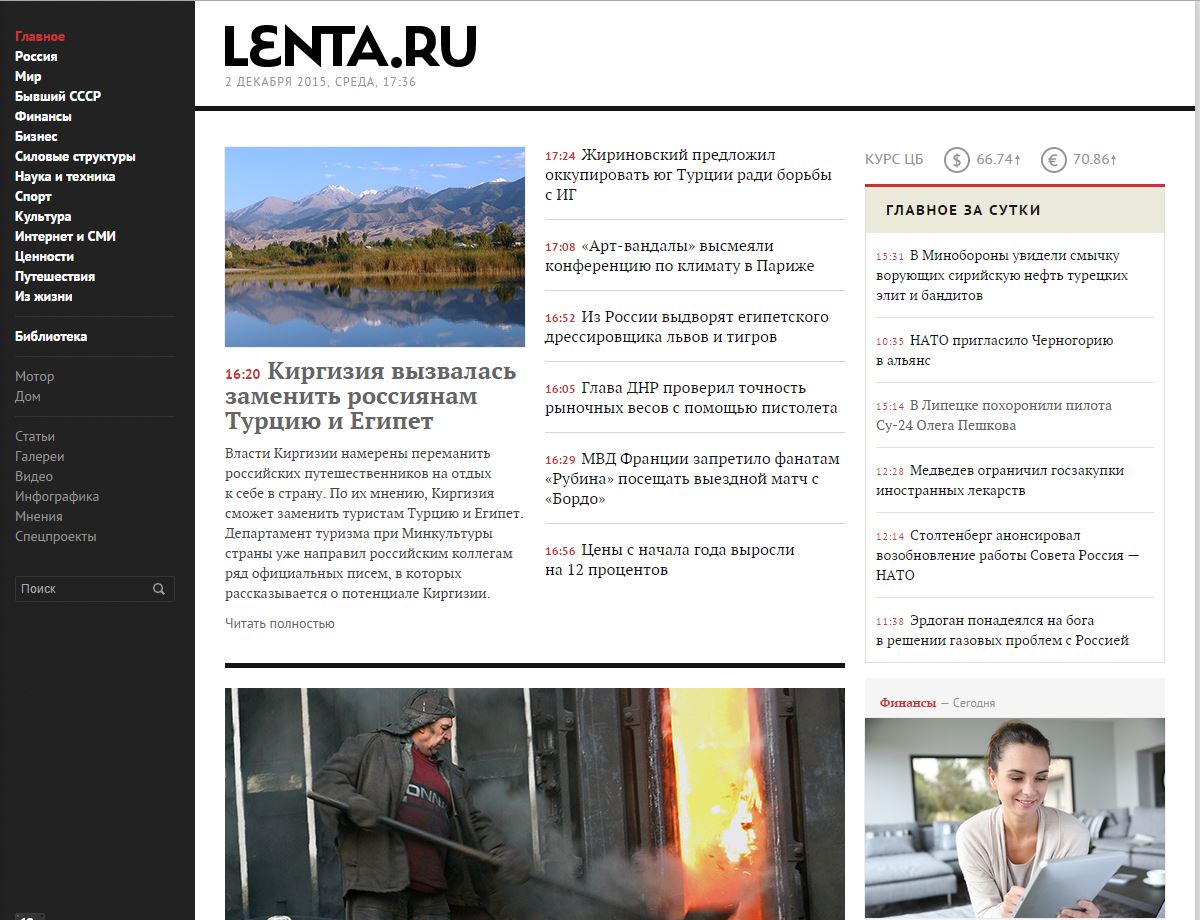 Главное
Россия
Мир
Бывший СССР
Финансы
Бизнес
Силовые структуры
Наука и техника
Спорт
Культура
Интернет и СМИ
Ценности
Путешествия
Из жизни
Библиотека
Мотор
Дом
Статьи
Галереи
Видео
Инфографика
Мнения
Спецпроекты
Поиск
LENTA.RU
2 ДЕКАБРЯ 2015, СРЕДА, 17:36
16:20 Киргизия вызвалась
заменить россиянам
Турцию и Египет
Власти Киргизии намерены переманить
российских путешественников на отдых
к себе в страну. По их мнению, Киргизия
сможет заменить туристам Турцию и Египет.
Департамент туризма при Минкультуры
страны уже направил российским коллегам
ряд официальных писем, в которых
рассказывается о потенциале Киргизии.
Читать полностью
17:24 Жириновский предложил
оккупировать юг Турции ради борьбы
с ИГ
17:08 «Арт-вандалы» высмеяли
конференцию по климату в Париже
16:52 Из России выдворят египетского
дрессировщика львов и тигров
16:05 Глава ДНР проверил точность
рыночных весов с помощью пистолета
16:29 МВД Франции запретило фанатам
«Рубина» посещать выездной матч с
«Бордо»
16:56 Цены с начала года выросли
на 12 процентов
КУРС ЦБ $ 66.74↑ € 70.86↑
ГЛАВНОЕ ЗА СУТКИ
15:31 В Минобороны увидели смычку
ворующих сирийскую нефть турецких
элит и бандитов
10:35 НАТО пригласило Черногорию
в альянс
15:14 В Липецке похоронили пилота
Су-24 Олега Пешкова
12:28 Медведев ограничил госзакупки
иностранных лекарств
12:14 Столтенберг анонсировал
возобновление работы Совета Россия —
НАТО
11:38 Эрдоган понадеялся на бога
в решении газовых проблем с Россией
Финансы — Сегодня